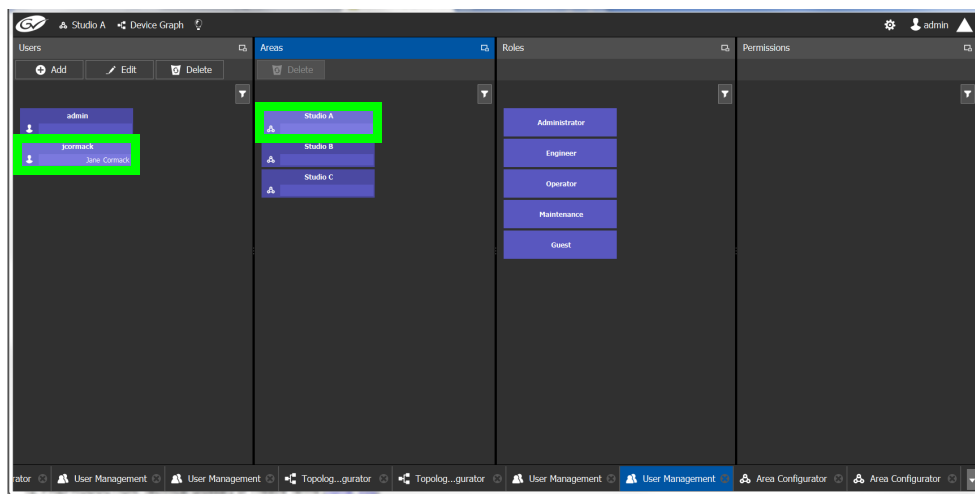 GV Studio A Device Graph admin
Users Areas Roles Permissions
Add Edit Delete Delete
admin
jcormack
Jane Cormack
Studio A
Studio B
Studio C
Administrator
Engineer
Operator
Maintenance
Guest
rator User Management User Management Topolog...gurator Topolog...gurator User Management User Management Area Configurator Area Configurator